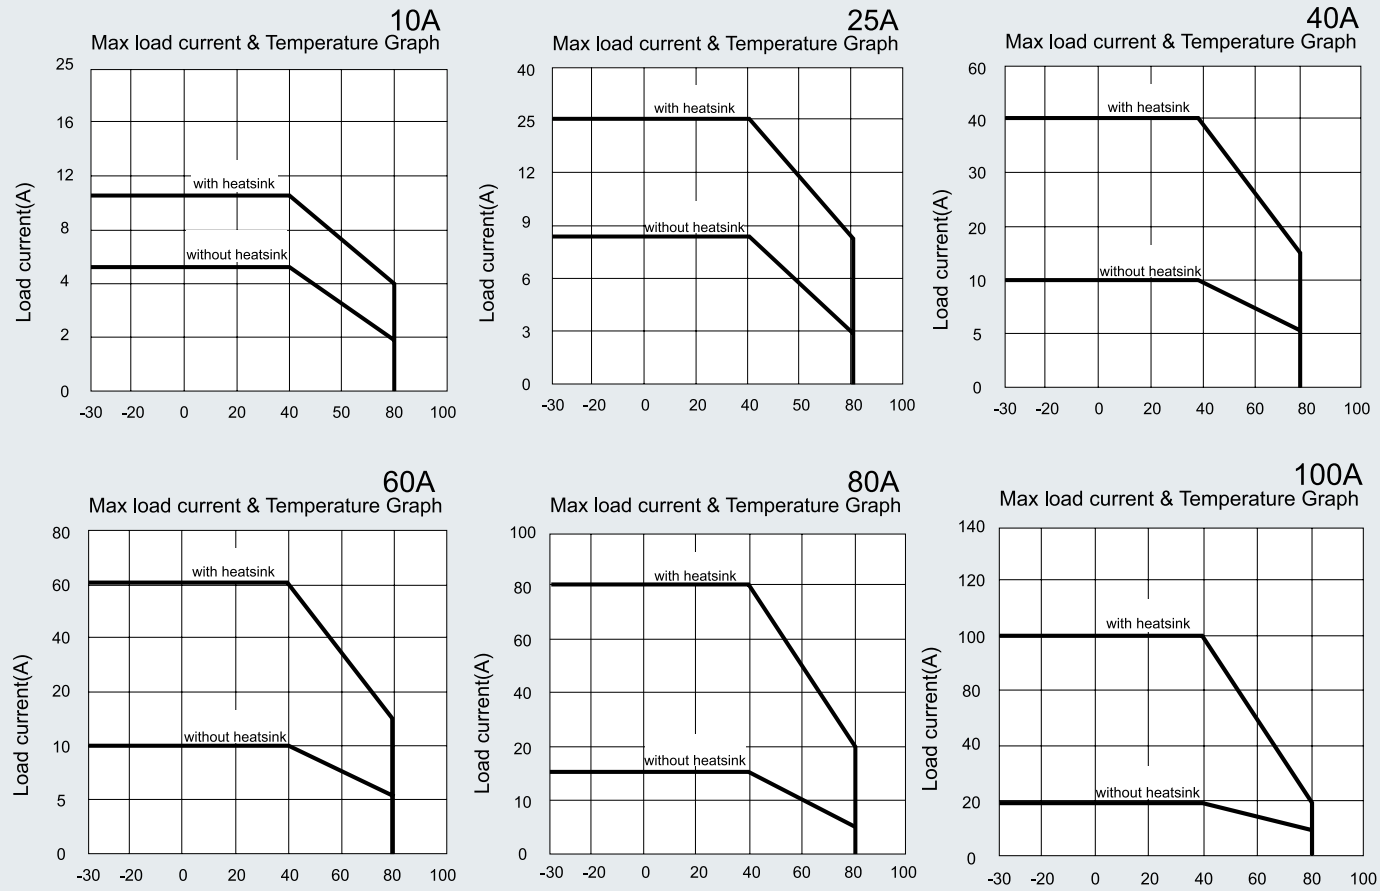 10A
Max load current & Temperature Graph
25
16
12
8
4
2
0
Load current(A)
with heatsink
without heatsink
-30 -20 0 20 40 50 80 100
25A
Max load current & Temperature Graph
40
25
12
9
6
3
0
Load current(A)
with heatsink
without heatsink
-30 -20 0 20 40 50 80 100
40A
Max load current & Temperature Graph
60
40
30
20
10
5
0
Load current(A)
with heatsink
without heatsink
-30 -20 0 20 40 60 80 100
60A
Max load current & Temperature Graph
80
60
40
20
10
5
0
Load current(A)
with heatsink
without heatsink
-30 -20 0 20 40 60 80 100
80A
Max load current & Temperature Graph
100
80
60
40
20
10
0
Load current(A)
with heatsink
without heatsink
-30 -20 0 20 40 60 80 100
100A
Max load current & Temperature Graph
140
120
100
80
40
20
0
Load current(A)
with heatsink
without heatsink
-30 -20 0 20 40 60 80 100